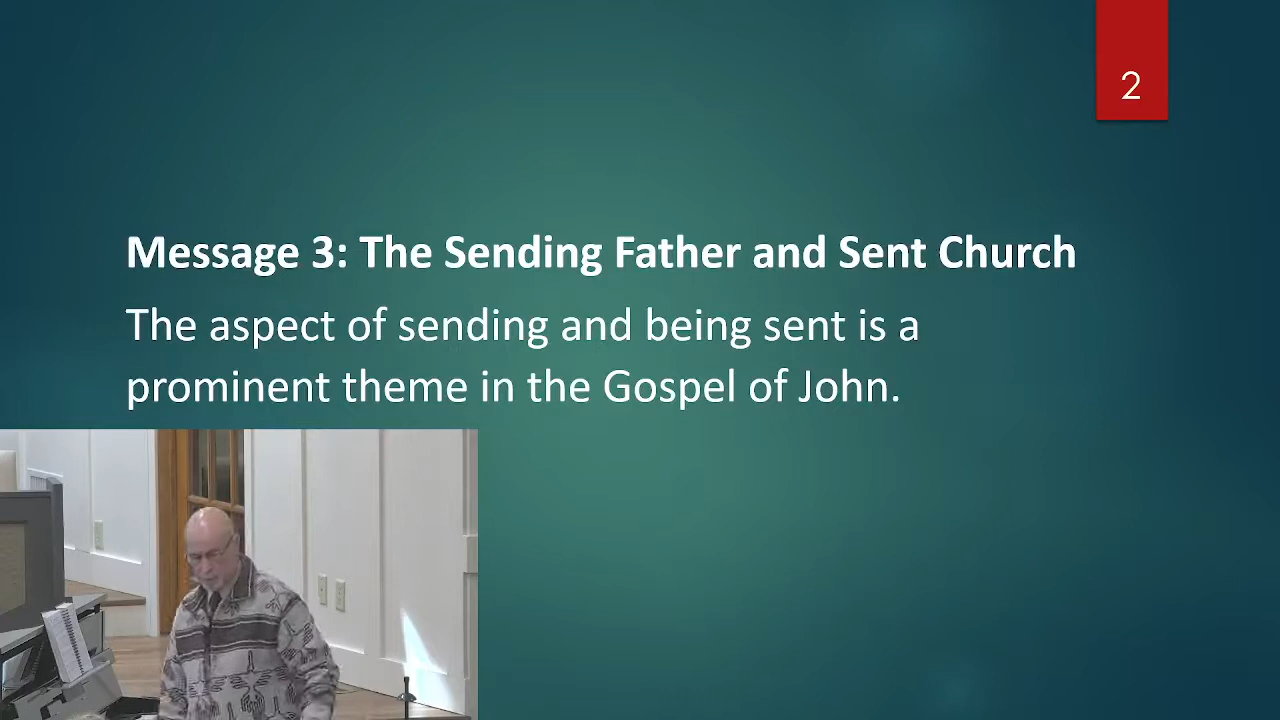 2
Message 3: The Sending Father and Sent Church
The aspect of sending and being sent is a
prominent theme in the Gospel of John.